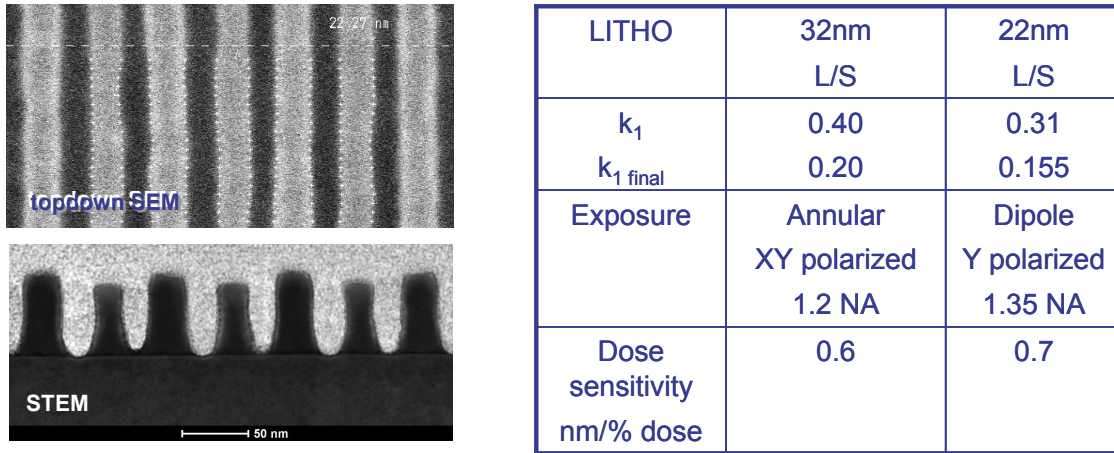 22.27 nm
topdown SEM
STEM
50 nm
LITHO 32nm 22nm
L/S L/S
k1 0.40 0.31
k1 final 0.20 0.155
Exposure Annular Dipole
XY polarized Y polarized
1.2 NA 1.35 NA
Dose 0.6 0.7
sensitivity
nm/% dose